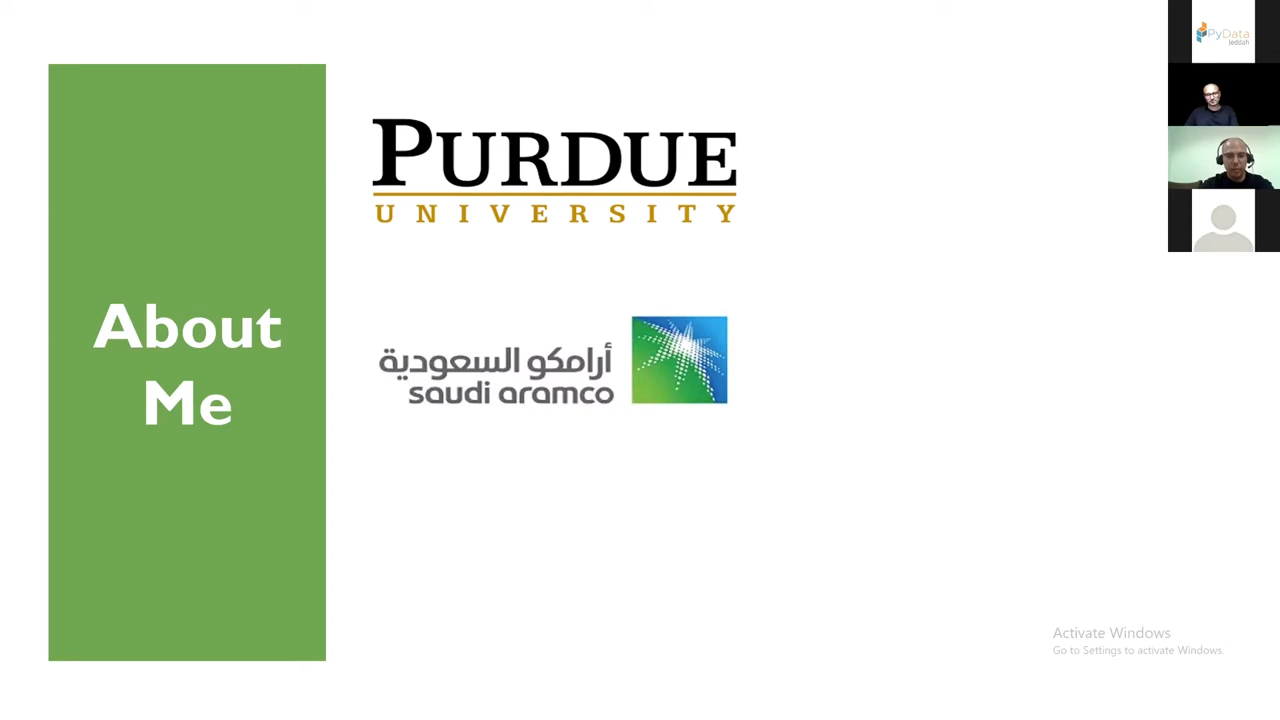 PyData
Jeddah
About
Me
PURDUE
UNIVERSITY
أرامكو السعودية
saudi aramco
Activate Windows
Go to Settings to activate Windows.